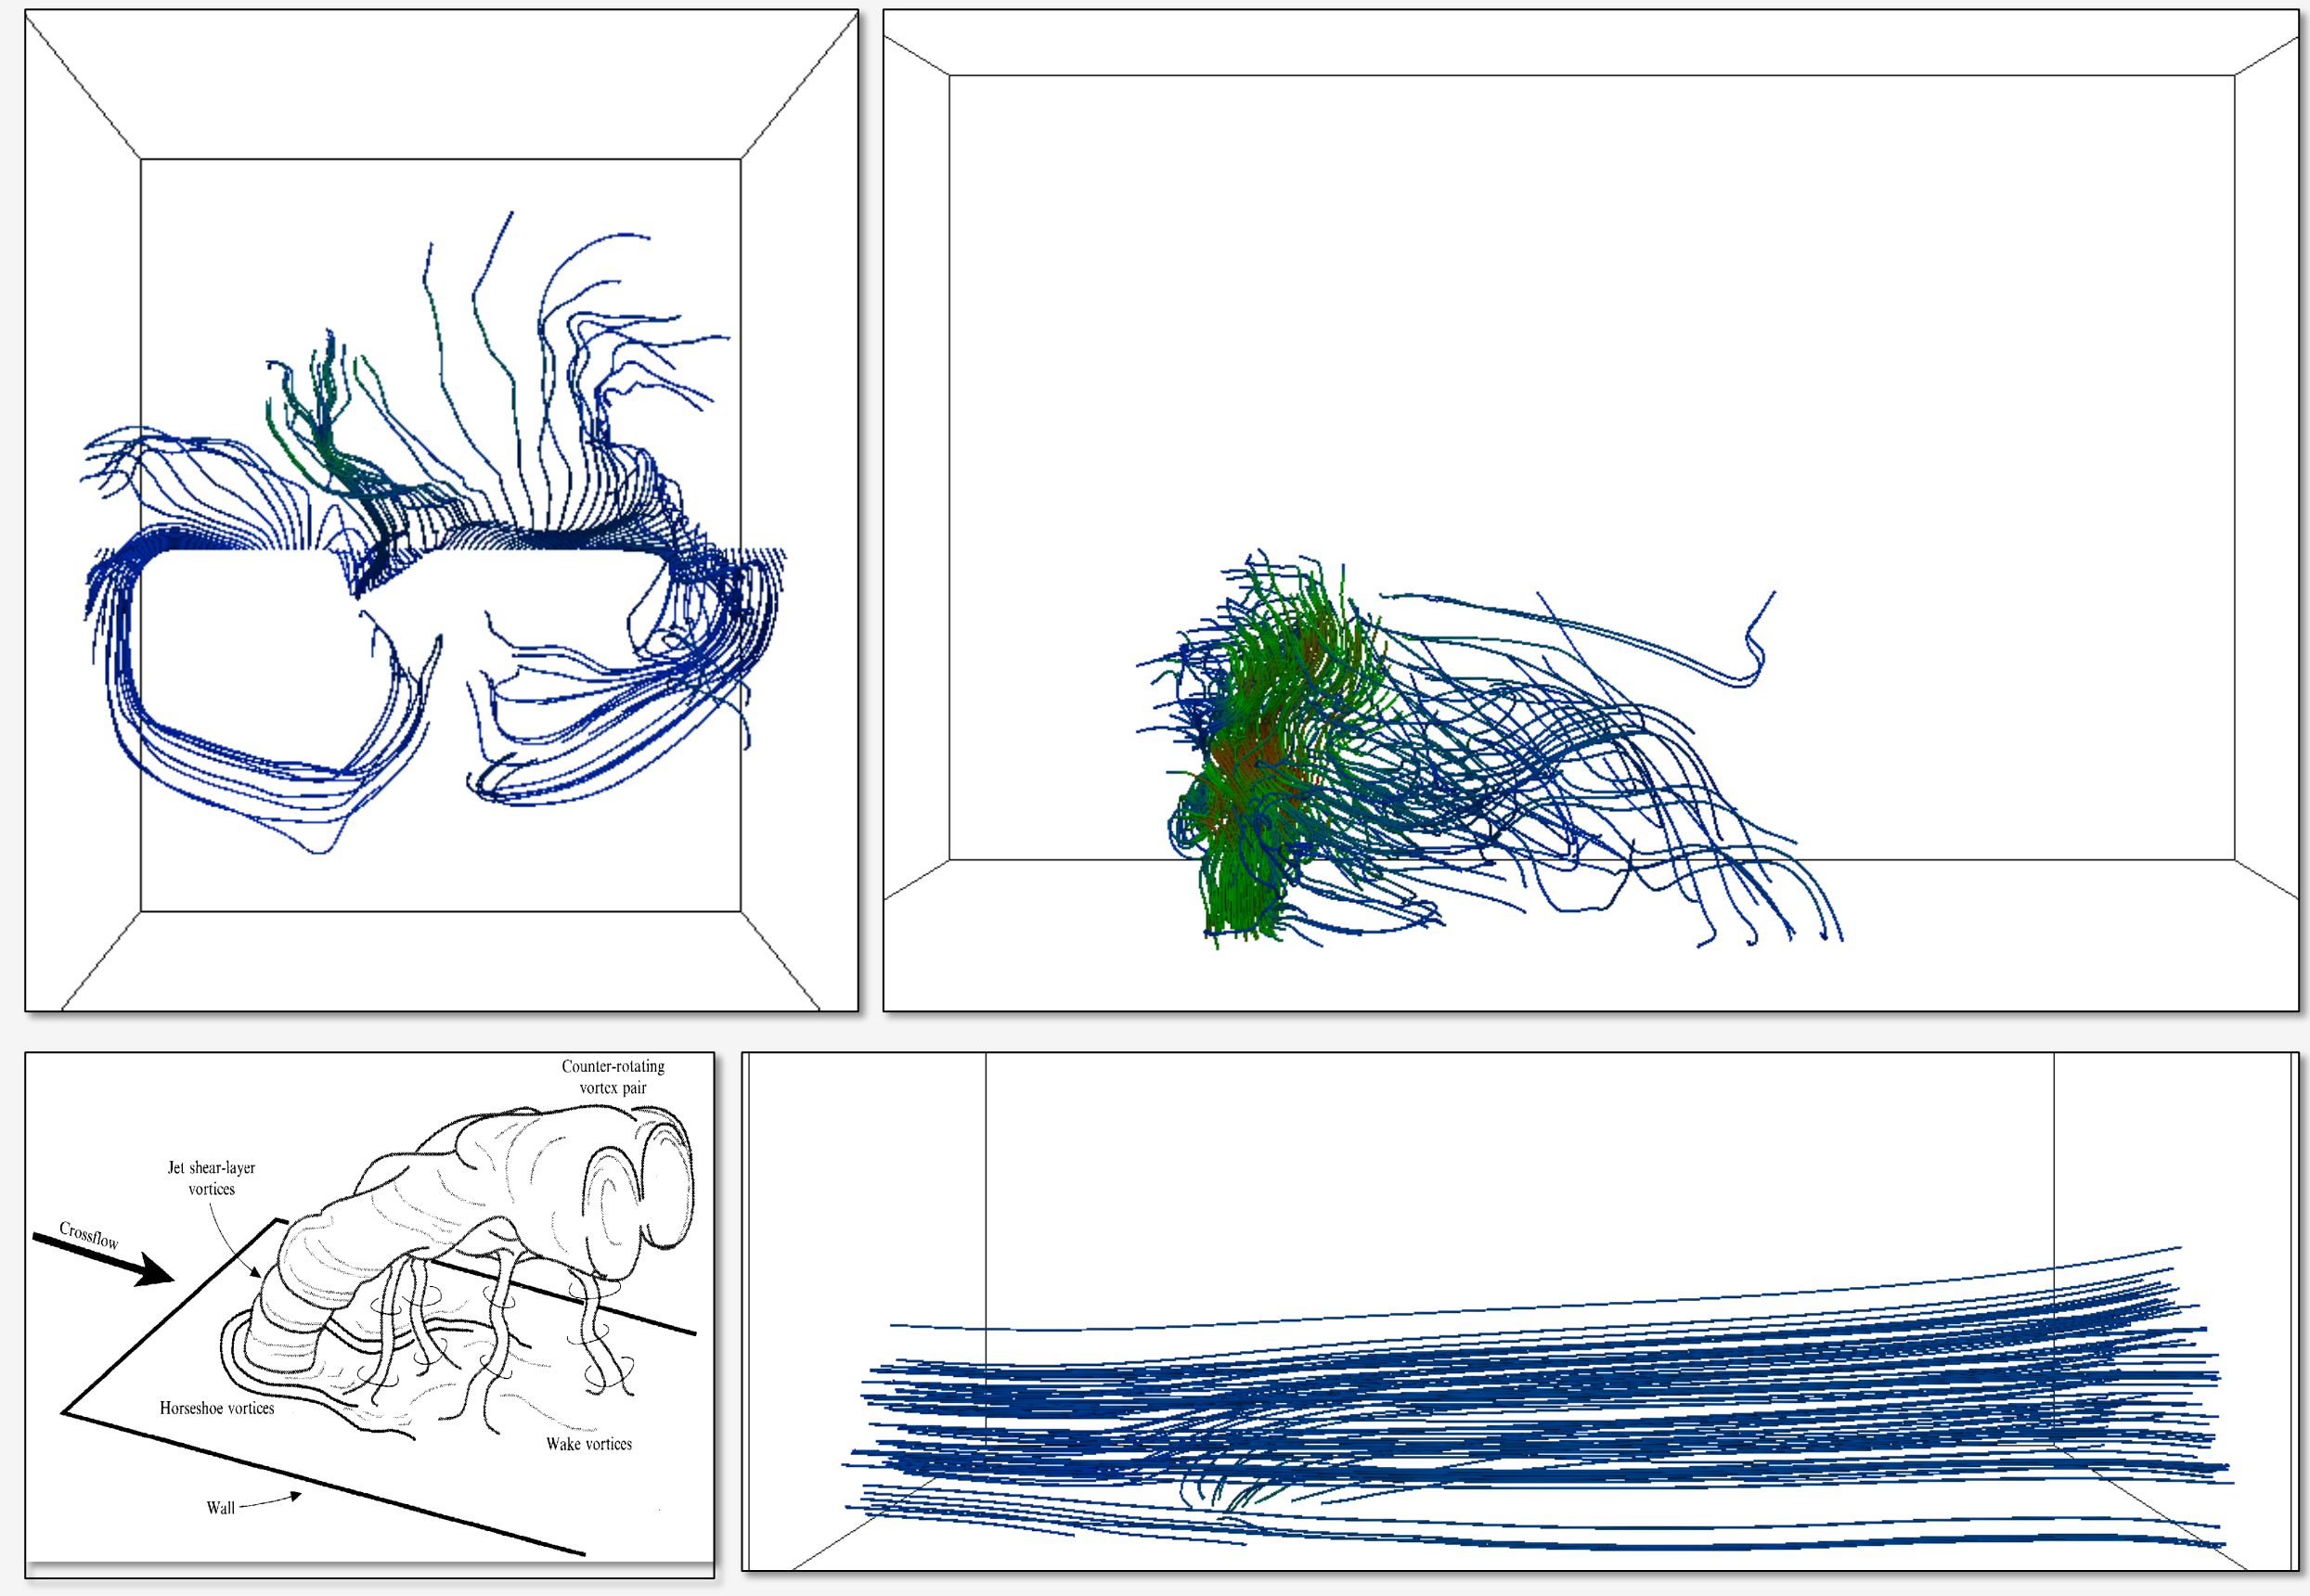 Counter-rotating
vortex pair
Jet shear-layer
vortices
Crossflow
Horseshoe vortices
Wake vortices
Wall